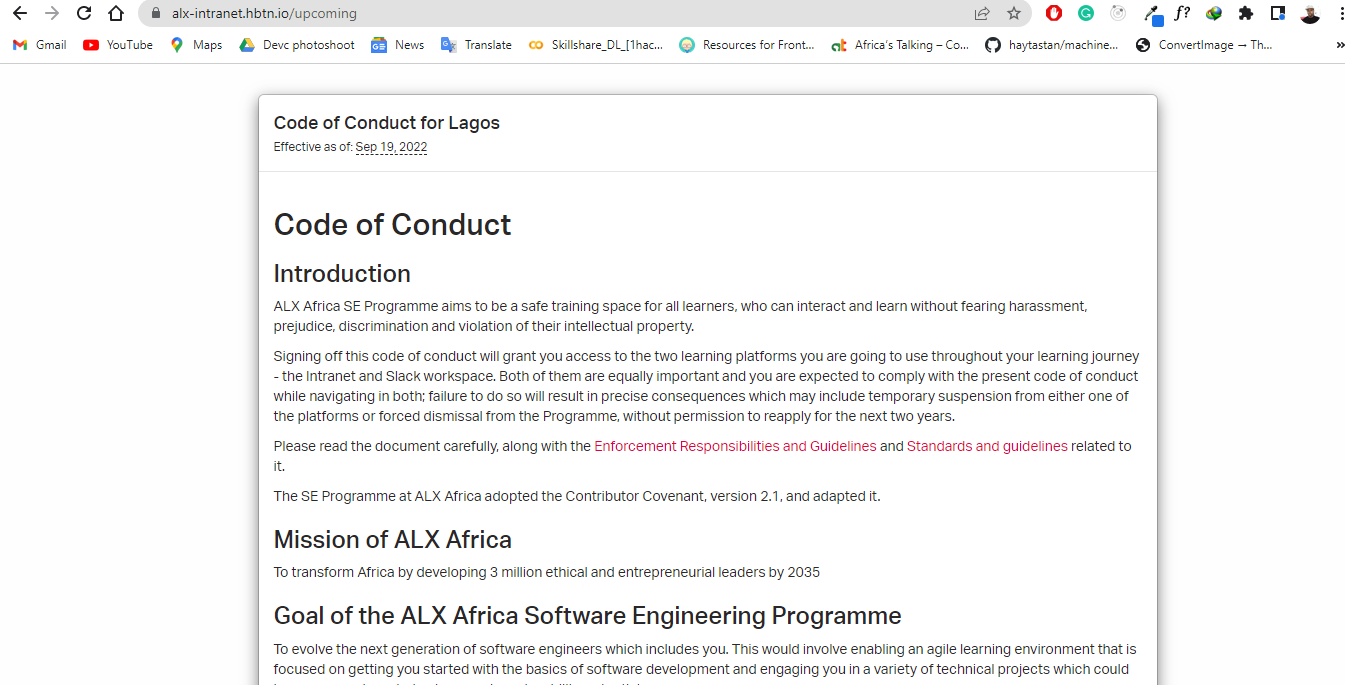 alx-intranet.hbtn.io/upcoming
f?
Gmail YouTube Maps Devc photoshoot News Translate Skillshare_DL_[1hac... Resources for Front... Africa's Talking – Co... haytastan/machine... ConvertImage → Th... »
Code of Conduct for Lagos
Effective as of: Sep 19, 2022
Code of Conduct
Introduction
ALX Africa SE Programme aims to be a safe training space for all learners, who can interact and learn without fearing harassment,
prejudice, discrimination and violation of their intellectual property.
Signing off this code of conduct will grant you access to the two learning platforms you are going to use throughout your learning journey
- the Intranet and Slack workspace. Both of them are equally important and you are expected to comply with the present code of conduct
while navigating in both; failure to do so will result in precise consequences which may include temporary suspension from either one of
the platforms or forced dismissal from the Programme, without permission to reapply for the next two years.
Please read the document carefully, along with the Enforcement Responsibilities and Guidelines and Standards and guidelines related to
it.
The SE Programme at ALX Africa adopted the Contributor Covenant, version 2.1, and adapted it.
Mission of ALX Africa
To transform Africa by developing 3 million ethical and entrepreneurial leaders by 2035
Goal of the ALX Africa Software Engineering Programme
To evolve the next generation of software engineers which includes you. This would involve enabling an agile learning environment that is
focused on getting you started with the basics of software development and engaging you in a variety of technical projects which could